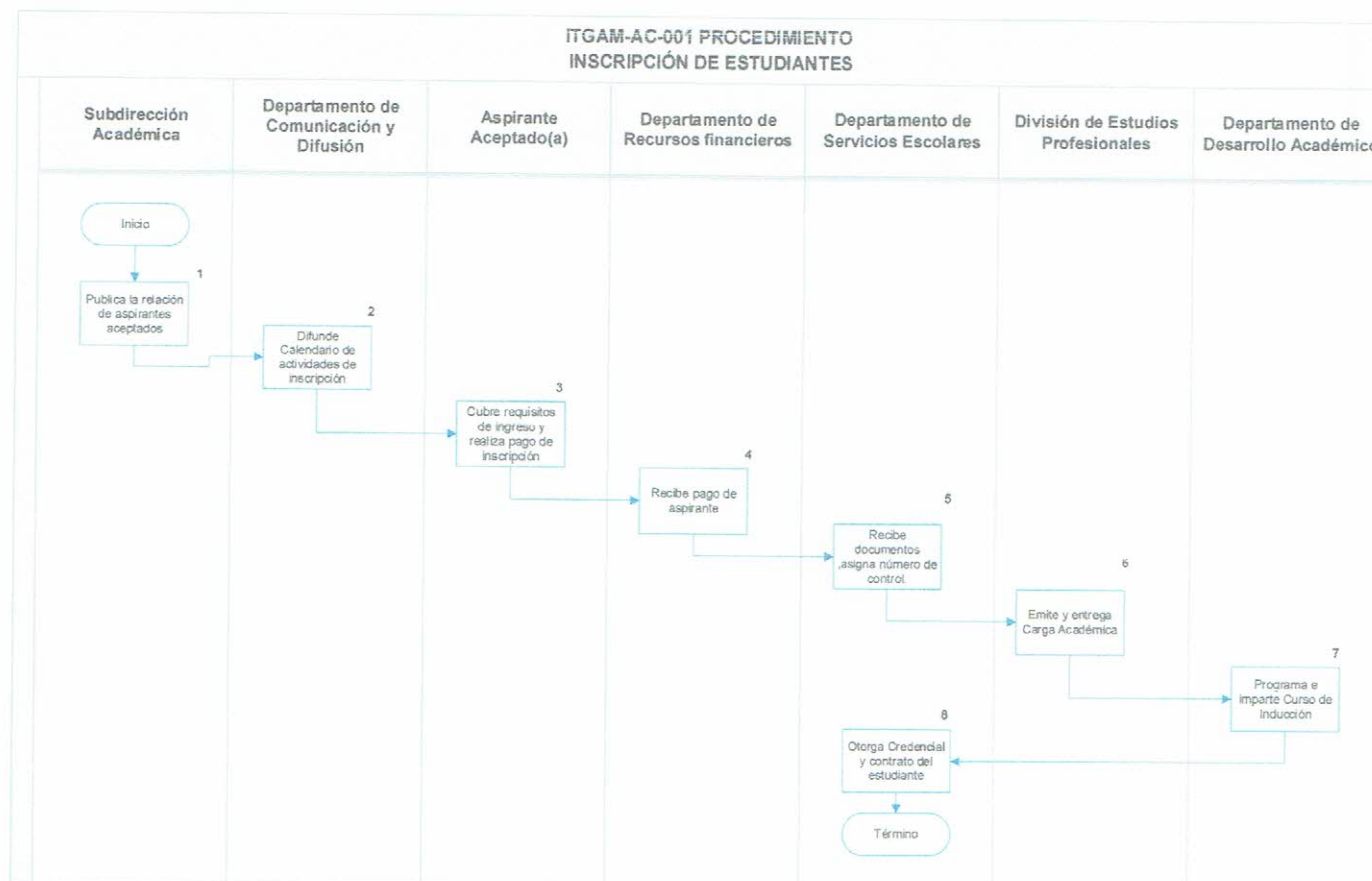 ITGAM-AC-001 PROCEDIMIENTO
INSCRIPCIÓN DE ESTUDIANTES
Subdirección
Académica
Departamento de
Comunicación y
Difusión
Aspirante
Aceptado(a)
Departamento de
Recursos financieros
Departamento de
Servicios Escolares
División de Estudios
Profesionales
Departamento de
Desarrollo Académico
Inicio
1
Publica la relación
de aspirantes
aceptados
2
Difunde
Calendario de
actividades de
inscripción
3
Cubre requisitos
de ingreso y
realiza pago de
inscripción
4
Recibe pago de
aspirante
5
Recibe
documentos
,asigna número de
control.
6
Emite y entrega
Carga Académica
7
Programa e
imparte Curso de
Inducción
8
Otorga Credencial
y contrato del
estudiante
Término